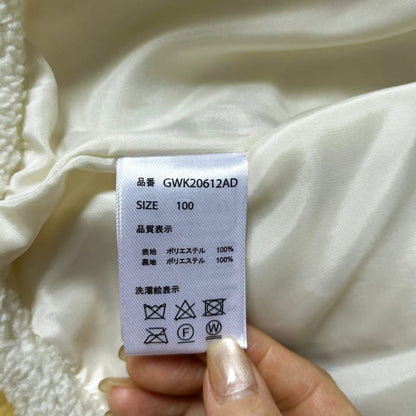 品番 GWK20612AD
SIZE 100
品質表示
表地 ポリエステル 100%
裏地 ポリエステル 100%
洗濯絵表示
F W